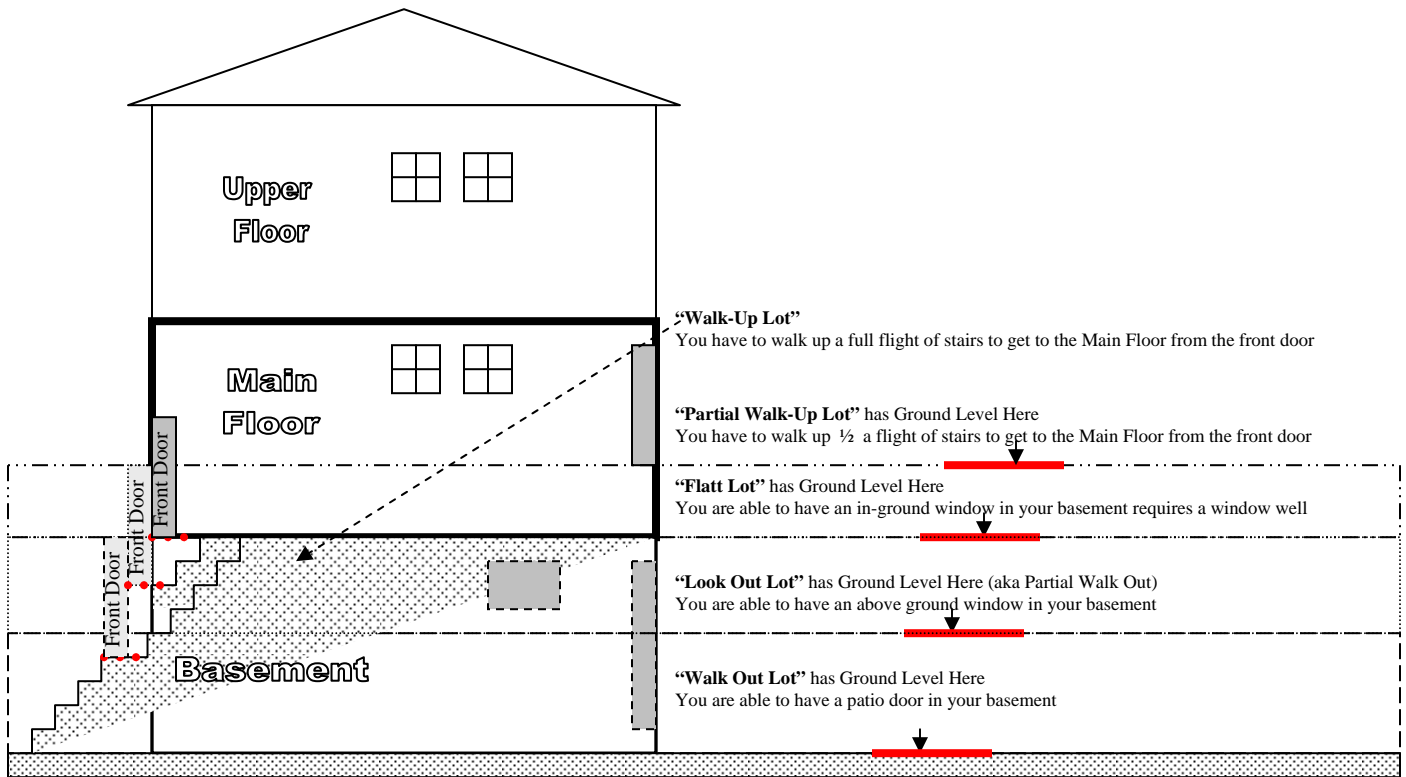 Upper
Floor
Main
Floor
Front Door
Front Door
Front Door
Basement
“Walk-Up Lot”
You have to walk up a full flight of stairs to get to the Main Floor from the front door
“Partial Walk-Up Lot” has Ground Level Here
You have to walk up ½ a flight of stairs to get to the Main Floor from the front door
“Flatt Lot” has Ground Level Here
You are able to have an in-ground window in your basement requires a window well
“Look Out Lot” has Ground Level Here (aka Partial Walk Out)
You are able to have an above ground window in your basement
“Walk Out Lot” has Ground Level Here
You are able to have a patio door in your basement